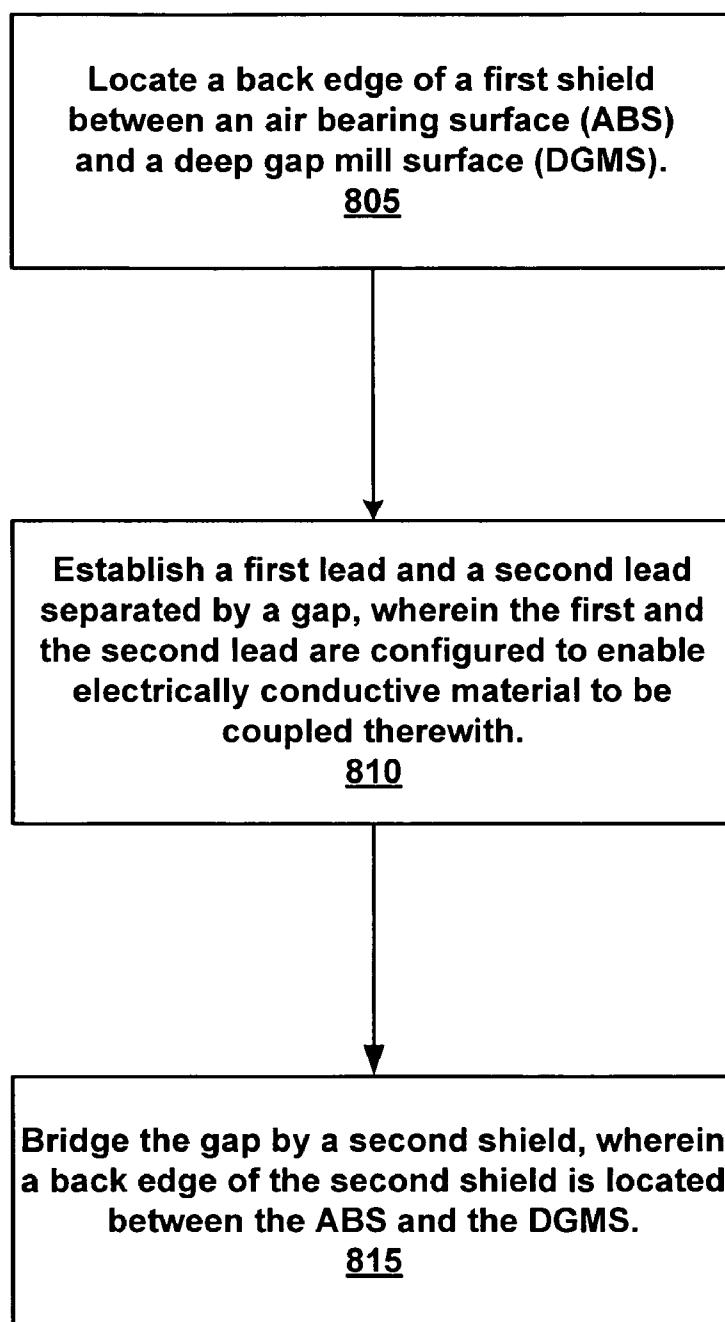 Locate a back edge of a first shield
between an air bearing surface (ABS)
and a deep gap mill surface (DGMS).
805
Establish a first lead and a second lead
separated by a gap, wherein the first and
the second lead are configured to enable
electrically conductive material to be
coupled therewith.
810
Bridge the gap by a second shield, wherein
a back edge of the second shield is located
between the ABS and the DGMS.
815